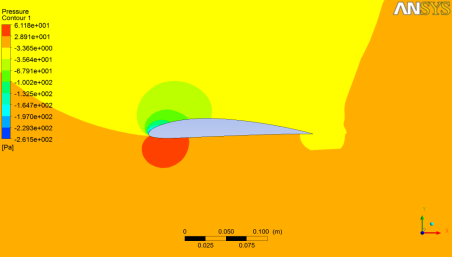 Pressure
Contour 1
6.118e+001
2.891e+001
-3.365e+000
-3.564e+001
-6.791e+001
-1.002e+002
-1.325e+002
-1.647e+002
-1.970e+002
-2.293e+002
-2.615e+002
[Pa]
ANSYS
0 0.050 0.100 (m)
0.025 0.075